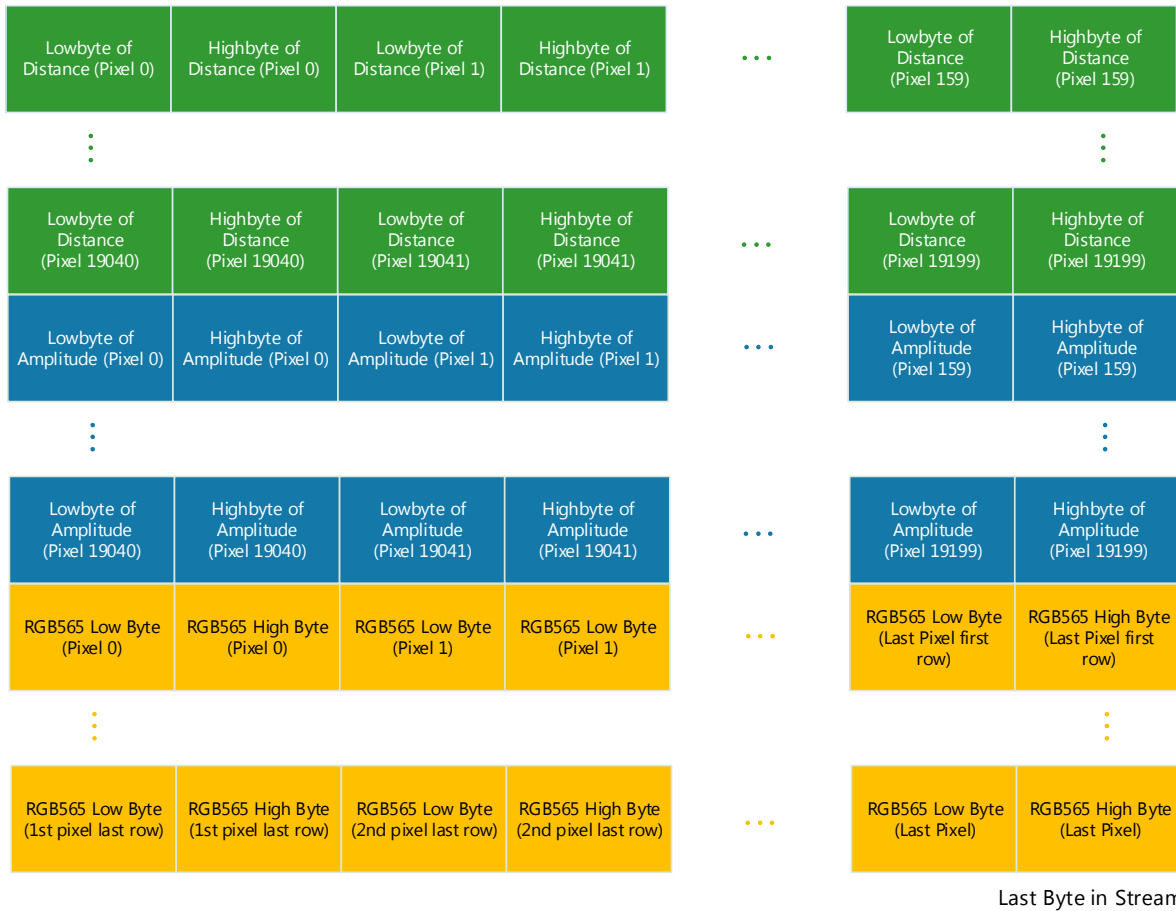 Lowbyte of
Distance (Pixel 0)
Highbyte of
Distance (Pixel 0)
Lowbyte of
Distance (Pixel 1)
Highbyte of
Distance (Pixel 1)
Lowbyte of
Distance
(Pixel 159)
Highbyte of
Distance
(Pixel 159)
Lowbyte of
Distance
(Pixel 19040)
Highbyte of
Distance
(Pixel 19040)
Lowbyte of
Distance
(Pixel 19041)
Highbyte of
Distance
(Pixel 19041)
Lowbyte of
Distance
(Pixel 19199)
Highbyte of
Distance
(Pixel 19199)
Lowbyte of
Amplitude (Pixel 0)
Highbyte of
Amplitude (Pixel 0)
Lowbyte of
Amplitude (Pixel 1)
Highbyte of
Amplitude (Pixel 1)
Lowbyte of
Amplitude
(Pixel 159)
Highbyte of
Amplitude
(Pixel 159)
Lowbyte of
Amplitude
(Pixel 19040)
Highbyte of
Amplitude
(Pixel 19040)
Lowbyte of
Amplitude
(Pixel 19041)
Highbyte of
Amplitude
(Pixel 19041)
Lowbyte of
Amplitude
(Pixel 19199)
Highbyte of
Amplitude
(Pixel 19199)
RGB565 Low Byte
(Pixel 0)
RGB565 High Byte
(Pixel 0)
RGB565 Low Byte
(Pixel 1)
RGB565 Low Byte
(Pixel 1)
RGB565 Low Byte
(Last Pixel first
row)
RGB565 High Byte
(Last Pixel first
row)
RGB565 Low Byte
(1st pixel last row)
RGB565 High Byte
(1st pixel last row)
RGB565 Low Byte
(2nd pixel last row)
RGB565 High Byte
(2nd pixel last row)
RGB565 Low Byte
(Last Pixel)
RGB565 High Byte
(Last Pixel)
Last Byte in Stream